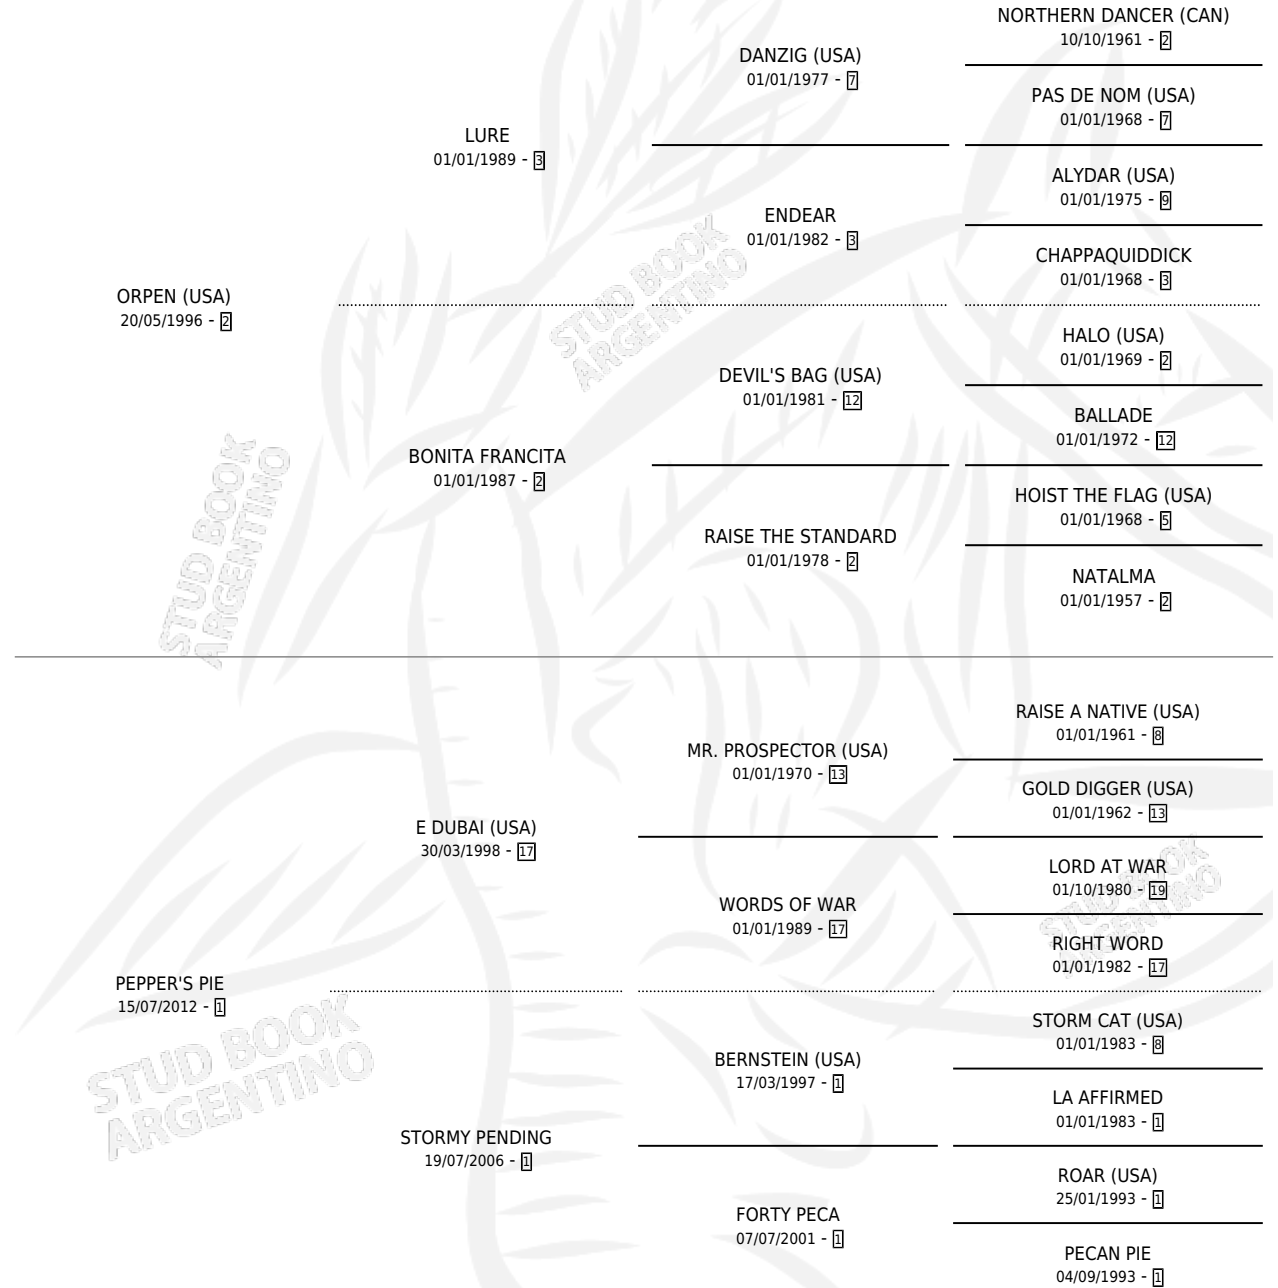 NORTHERN DANCER (CAN)
10/10/1961 - 2
DANZIG (USA)
01/01/1977 - 7
PAS DE NOM (USA)
01/01/1968 - 7
LURE
01/01/1989 - 3
ALYDAR (USA)
01/01/1975 - 9
ENDEAR
01/01/1982 - 3
CHAPPAQUIDDICK
01/01/1968 - 3
ORPEN (USA)
20/05/1996 - 2
HALO (USA)
01/01/1969 - 2
DEVIL'S BAG (USA)
01/01/1981 - 12
BALLADE
01/01/1972 - 12
BONITA FRANCITA
01/01/1987 - 2
HOIST THE FLAG (USA)
01/01/1968 - 5
RAISE THE STANDARD
01/01/1978 - 2
NATALMA
01/01/1957 - 2
STUD BOOK
ARGENTINO
STUD BOOK
ARGENTINO
RAISE A NATIVE (USA)
01/01/1961 - 8
MR. PROSPECTOR (USA)
01/01/1970 - 13
GOLD DIGGER (USA)
01/01/1962 - 13
E DUBAI (USA)
30/03/1998 - 17
LORD AT WAR
01/10/1980 - 19
WORDS OF WAR
01/01/1989 - 17
RIGHT WORD
01/01/1982 - 17
STUD BOOK
ARGENTINO
PEPPER'S PIE
15/07/2012 - 1
STORM CAT (USA)
01/01/1983 - 8
BERNSTEIN (USA)
17/03/1997 - 1
LA AFFIRMED
01/01/1983 - 1
STUD BOOK
ARGENTINO
STORMY PENDING
19/07/2006 - 1
ROAR (USA)
25/01/1993 - 1
FORTY PECA
07/07/2001 - 1
PECAN PIE
04/09/1993 - 1